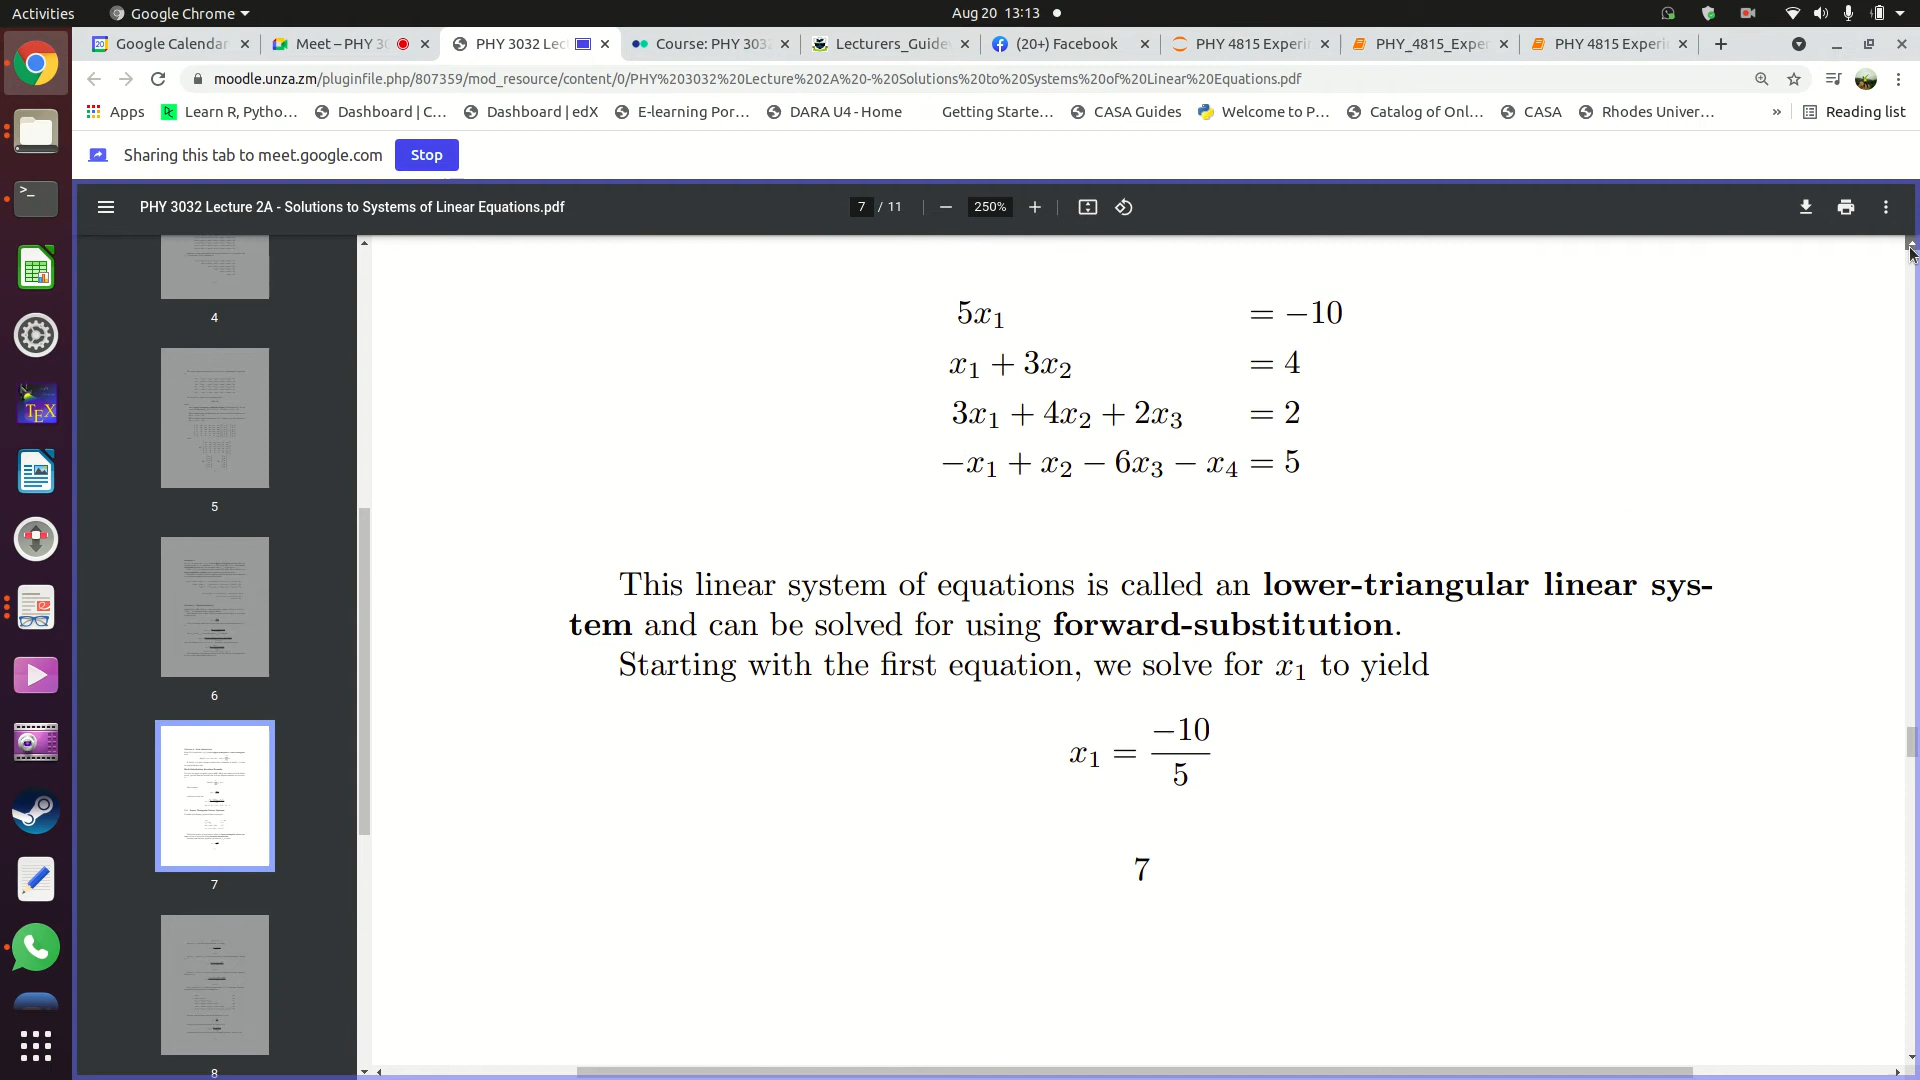 Activities
Google Chrome
Aug 20 13:13
Google Calendar
Meet – PHY 30
PHY 3032 Lec
Course: PHY 303
Lecturers_Guide
(20+) Facebook
PHY 4815 Experi
PHY_4815_Expe
PHY 4815 Experi
moodle.unza.zm/pluginfile.php/807359/mod_resource/content/0/PHY%203032%20Lecture%202A%20-%20Solutions%20to%20Systems%20of%20Linear%20Equations.pdf
Apps
Learn R, Pytho...
Dashboard | C...
Dashboard | edX
E-learning Por...
DARA U4 - Home
Getting Starte...
CASA Guides
Welcome to P...
Catalog of Onl...
CASA
Rhodes Univer...
»
Reading list
Sharing this tab to meet.google.com
Stop
PHY 3032 Lecture 2A - Solutions to Systems of Linear Equations.pdf
7 / 11
250%
4
5
6
7
8
5x₁ = −10
x₁ + 3x₂ = 4
3x₁ + 4x₂ + 2x₃ = 2
−x₁ + x₂ − 6x₃ − x₄ = 5
This linear system of equations is called an lower-triangular linear sys-
tem and can be solved for using forward-substitution.
Starting with the first equation, we solve for x₁ to yield
x₁ = −10
5
7